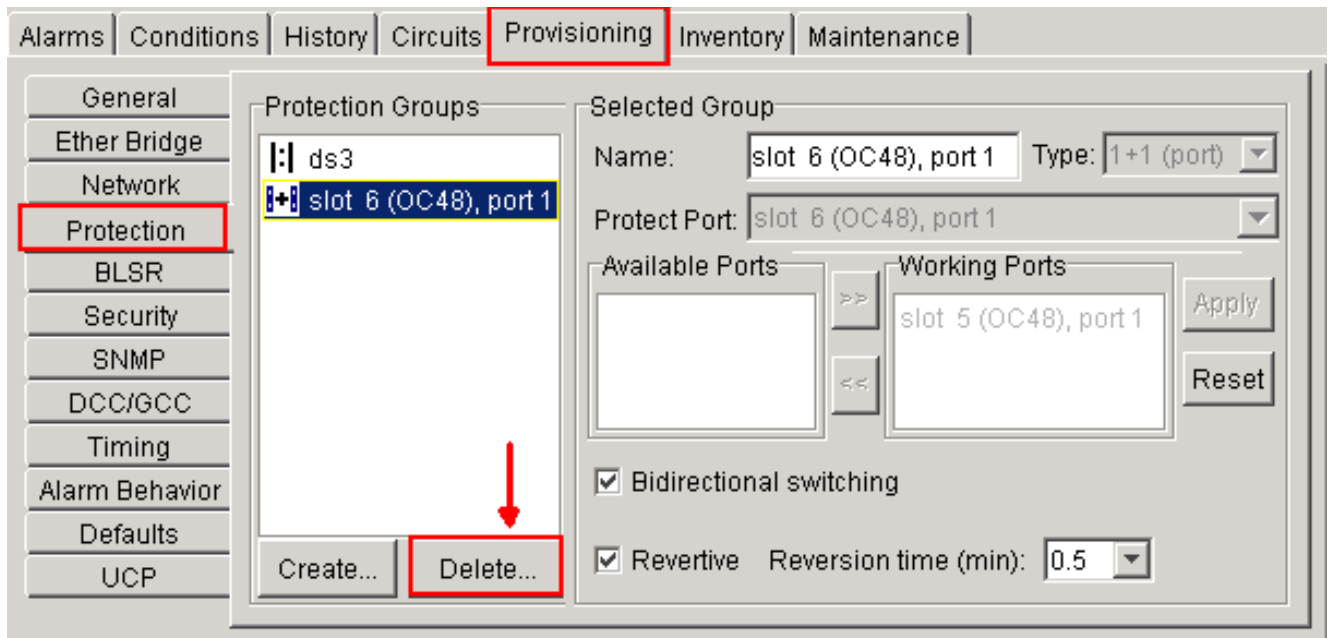 Alarms Conditions History Circuits Provisioning Inventory Maintenance
General
Ether Bridge
Network
Protection
BLSR
Security
SNMP
DCC/GCC
Timing
Alarm Behavior
Defaults
UCP
Protection Groups
ds3
slot 6 (OC48), port 1
Create... Delete...
Selected Group
Name: slot 6 (OC48), port 1 Type: 1+1 (port)
Protect Port: slot 6 (OC48), port 1
Available Ports
>>
<<
Working Ports
slot 5 (OC48), port 1
Apply
Reset
Bidirectional switching
Revertive Reversion time (min): 0.5